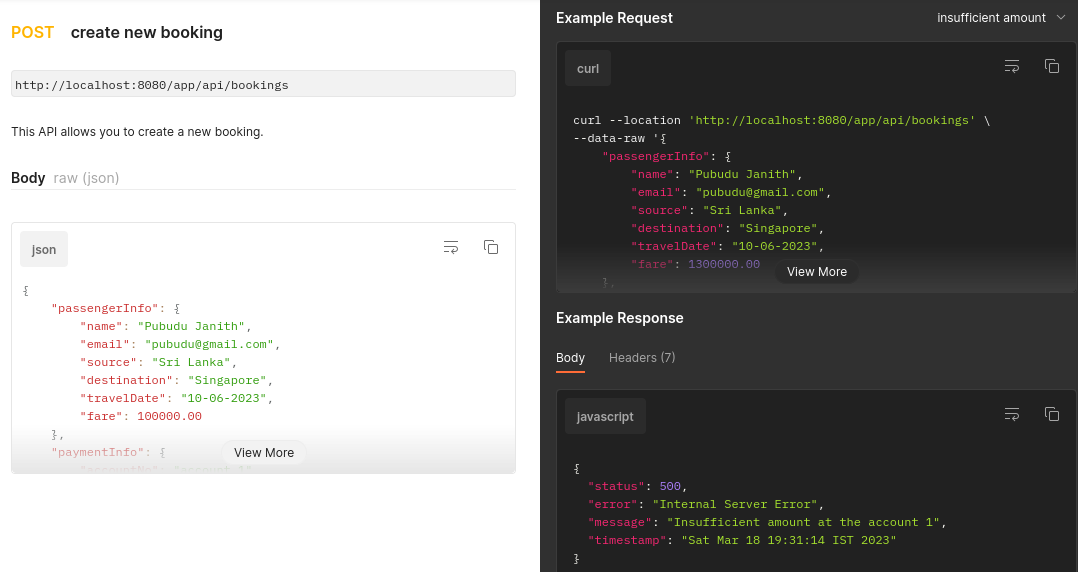 POST create new booking
http://localhost:8080/app/api/bookings
This API allows you to create a new booking.
Body raw (json)
json
{
"passengerInfo": {
"name": "Pubudu Janith",
"email": "pubudu@gmail.com",
"source": "Sri Lanka",
"destination": "Singapore",
"travelDate": "10-06-2023",
"fare": 100000.00
},
"paymentInfo": {
View More
Example Request
insufficient amount
curl
curl --location 'http://localhost:8080/app/api/bookings' \
--data-raw '{
"passengerInfo": {
"name": "Pubudu Janith",
"email": "pubudu@gmail.com",
"source": "Sri Lanka",
"destination": "Singapore",
"travelDate": "10-06-2023",
"fare": 1300000.00
},
View More
Example Response
Body Headers (7)
javascript
{
"status": 500,
"error": "Internal Server Error",
"message": "Insufficient amount at the account 1",
"timestamp": "Sat Mar 18 19:31:14 IST 2023"
}